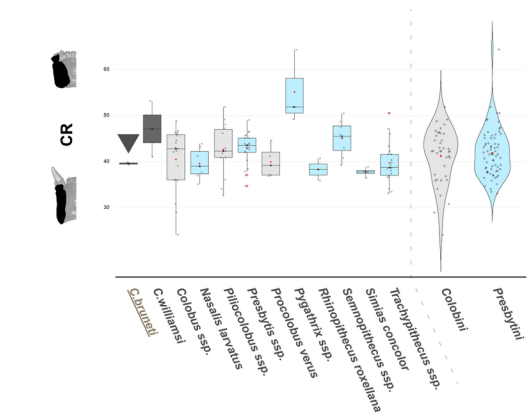 CR
60
50
40
30
C.bruneti
C.williamsi
Colobus ssp.
Nasalis larvatus
Piliocolobus ssp.
Presbytis ssp.
Procolobus verus
Pygathrix ssp.
Rhinopithecus roxellana
Semnopithecus ssp.
Simias concolor
Trachypithecus ssp.
Colobini
Presbytini